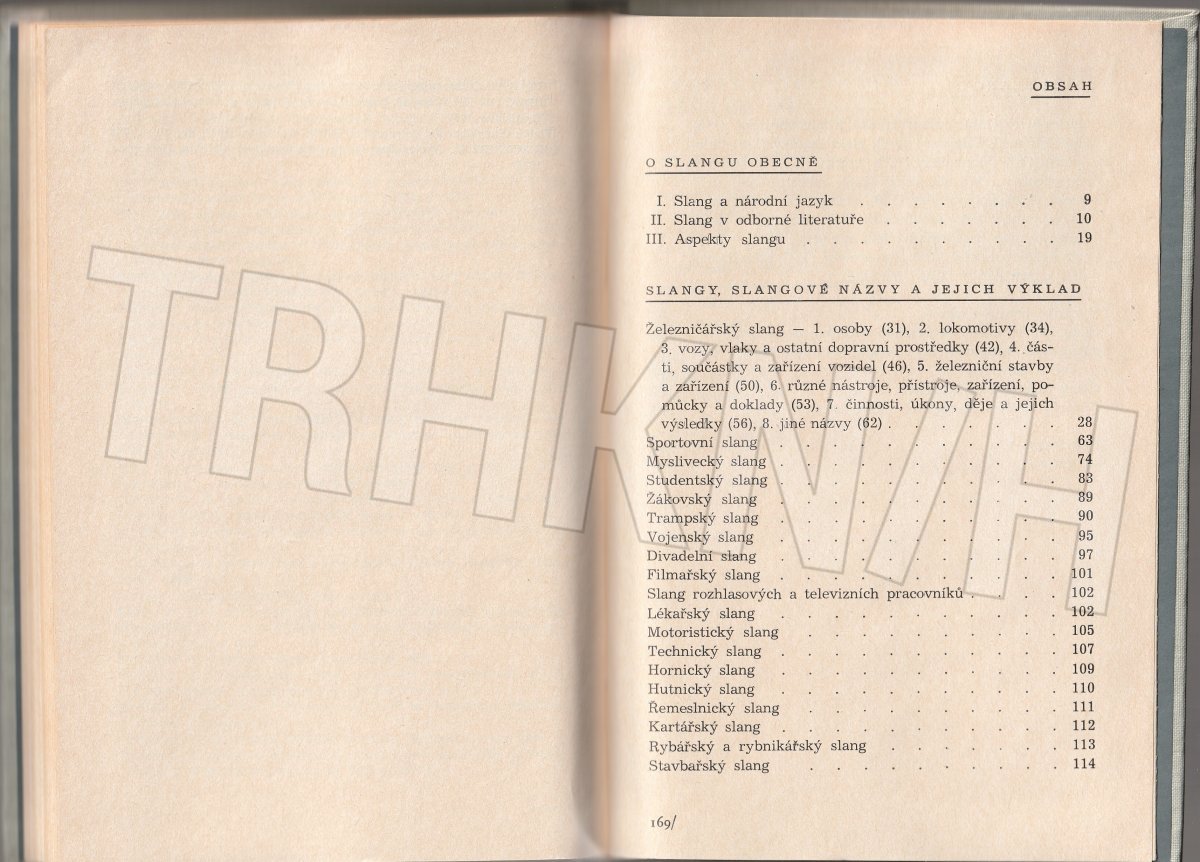 OBSAH
O SLANGU OBECNĚ
I. Slang a národní jazyk . . . . . . . 9
II. Slang v odborné literatuře . . . . . . . 10
III. Aspekty slangu . . . . . . . . . . 19
SLANGY, SLANGOVÉ NÁZVY A JEJICH VÝKLAD
Železničářský slang — 1. osoby (31), 2. lokomotivy (34),
3. vozy, vlaky a ostatní dopravní prostředky (42), 4. čás-
ti, součástky a zařízení vozidel (46), 5. železniční stavby
a zařízení (50), 6. různé nástroje, přístroje, zařízení, po-
můcky a doklady (53), 7. činnosti, úkony, děje a jejich
výsledky (56), 8. jiné názvy (62) . . . . . . . 28
Sportovní slang . . . . . . . . . . . 63
Myslivecký slang . . . . . . . . . . . 74
Studentský slang . . . . . . . . . . . 83
Žákovský slang . . . . . . . . . . . 89
Trampský slang . . . . . . . . . . . 90
Vojenský slang . . . . . . . . . . . 95
Divadelní slang . . . . . . . . . . . 97
Filmařský slang . . . . . . . . . . . 101
Slang rozhlasových a televizních pracovníků . . . . 102
Lékařský slang . . . . . . . . . . . 102
Motoristický slang . . . . . . . . . . 105
Technický slang . . . . . . . . . . . 107
Hornický slang . . . . . . . . . . . 109
Hutnický slang . . . . . . . . . . . 110
Řemeslnický slang . . . . . . . . . . 111
Kartářský slang . . . . . . . . . . . 112
Rybářský a rybnikářský slang . . . . . . . 113
Stavbařský slang . . . . . . . . . . 114
169/
TRHKNIH